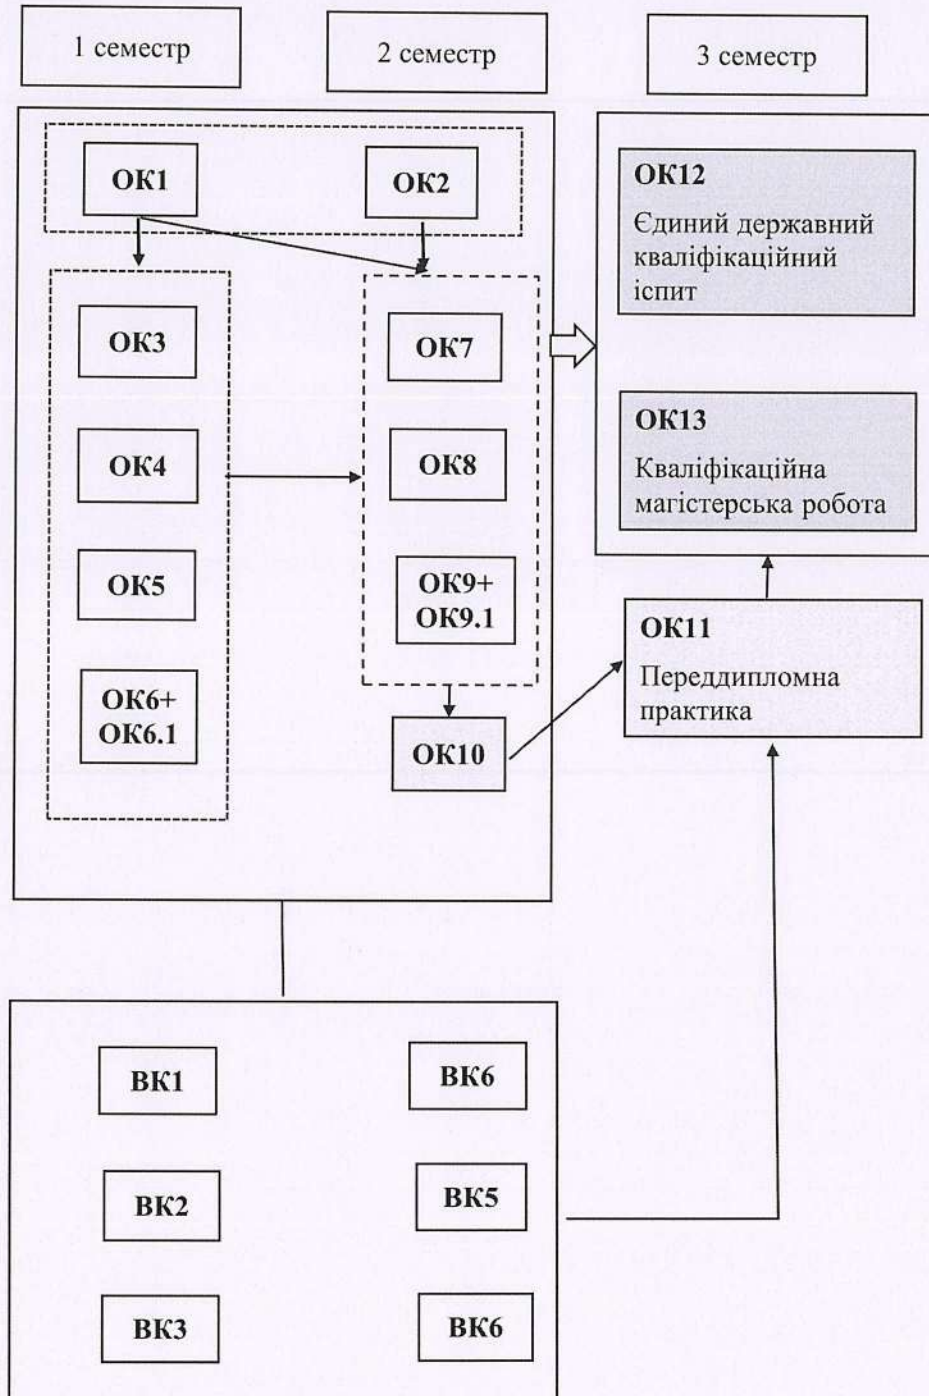 1 семестр
2 семестр
3 семестр
ОК1
ОК2
ОК3
ОК4
ОК5
ОК6+
ОК6.1
ОК7
ОК8
ОК9+
ОК9.1
ОК10
ОК12
Єдиний державний
кваліфікаційний
іспит
ОК13
Кваліфікаційна
магістерська робота
ОК11
Переддипломна
практика
ВК1
ВК2
ВК3
ВК6
ВК5
ВК6